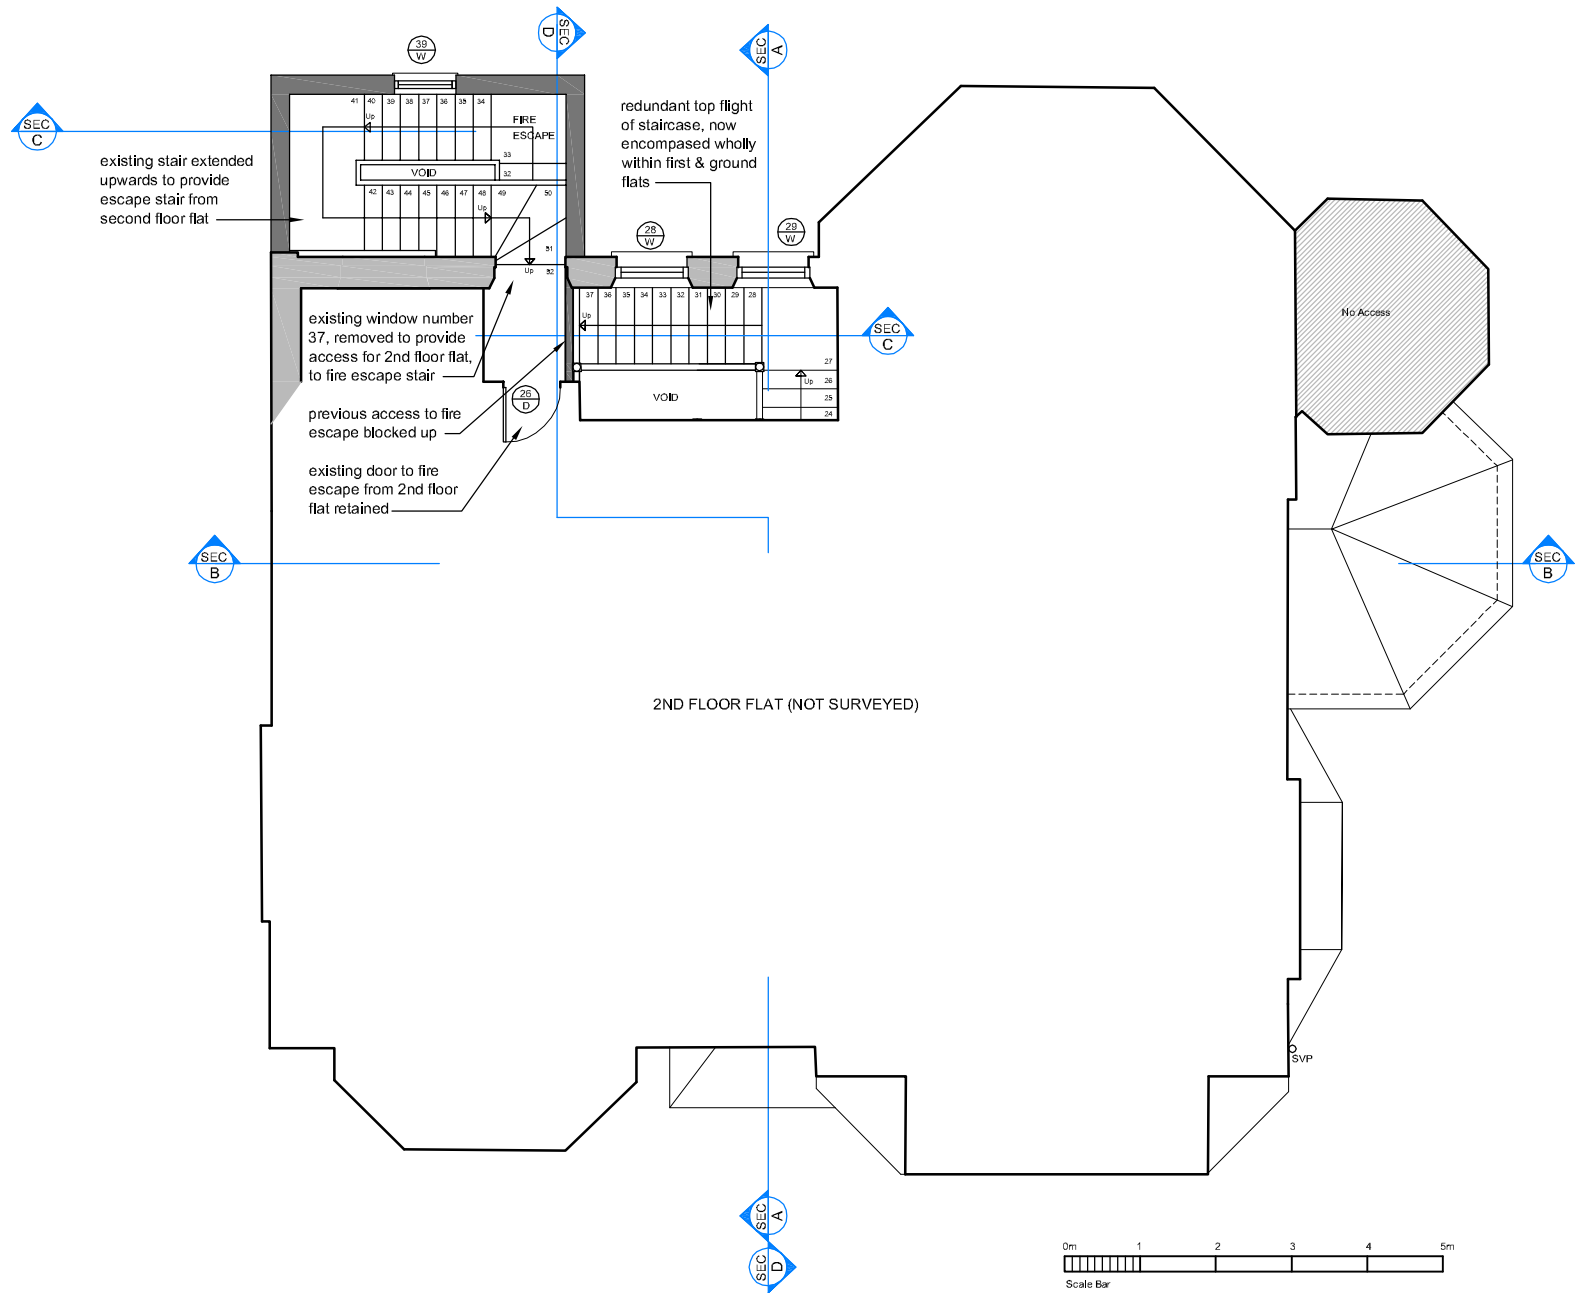 SEC
D
SEC
A
39
W
SEC
C
existing stair extended
upwards to provide
escape stair from
second floor flat
41 40 39 38 37 36 35 34
Up
FIRE
ESCAPE
33
32
VOID
42 43 44 45 46 47 48 49 50
Up
51
52
Up
redundant top flight
of staircase, now
encompased wholly
within first & ground
flats
28
W
29
W
37 36 35 34 33 32 31 30 29 28
Up
27
26
25
24
Up
VOID
SEC
C
No Access
existing window number
37, removed to provide
access for 2nd floor flat,
to fire escape stair
previous access to fire
escape blocked up
26
D
existing door to fire
escape from 2nd floor
flat retained
SEC
B
SEC
B
2ND FLOOR FLAT (NOT SURVEYED)
SVP
SEC
A
SEC
D
0m 1 2 3 4 5m
Scale Bar